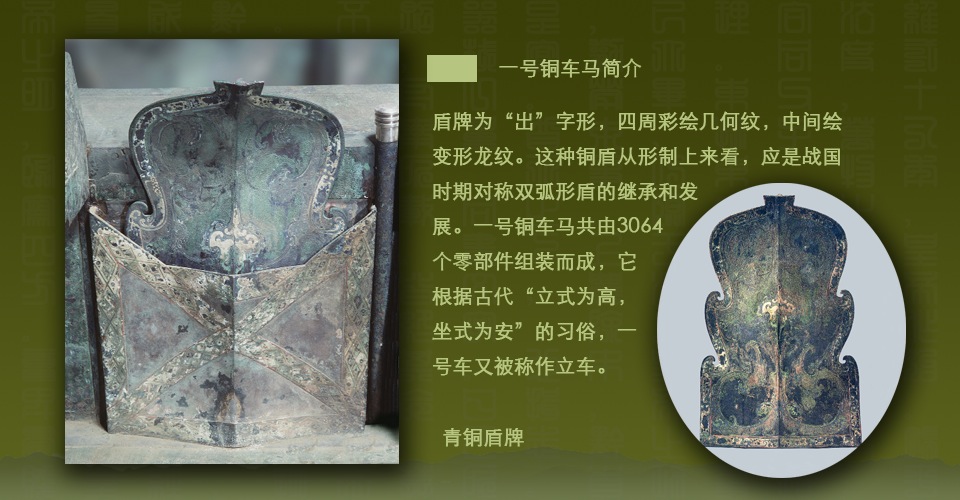 一号铜车马简介
盾牌为“出”字形，四周彩绘几何纹，中间绘
变形龙纹。这种铜盾从形制上来看，应是战国
时期对称双弧形盾的继承和发
展。一号铜车马共由3064
个零部件组装而成，它
根据古代“立式为高，
坐式为安”的习俗，一
号车又被称作立车。
青铜盾牌